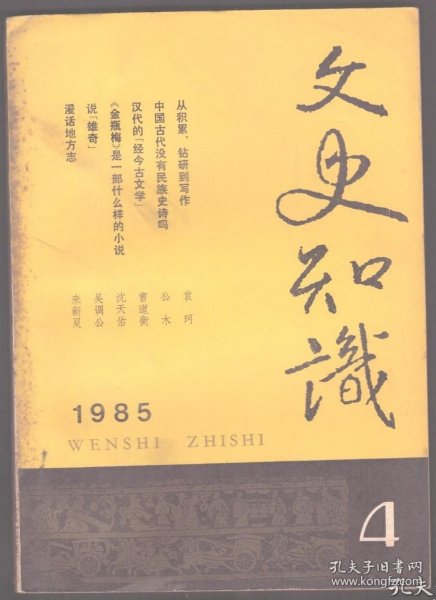 文史知識
从积累、钻研到写作
中国古代没有民族史诗吗
汉代的「经今古文学」
《金瓶梅》是一部什么样的小说
说「雄奇」
漫话地方志
袁珂
公木
曹道衡
沈天佑
吴调公
来新夏
1985
WENSHI ZHISHI
4
孔夫子旧书网
www.kongfz.com
孔夫